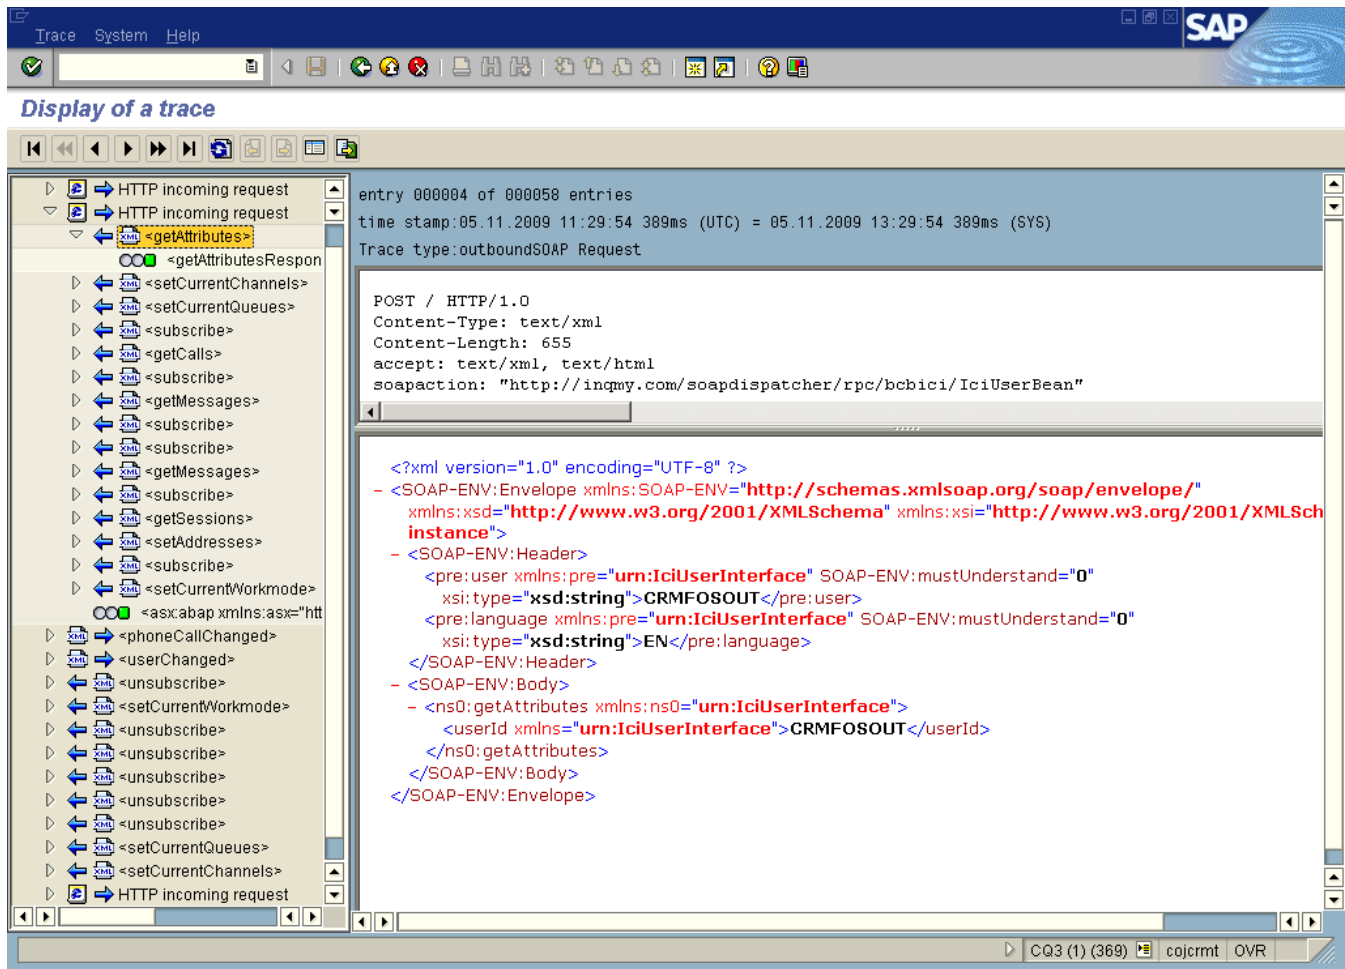 Trace System Help
SAP
Display of a trace
HTTP incoming request
HTTP incoming request
<getAttributes>
<getAttributesRespon
<setCurrentChannels>
<setCurrentQueues>
<subscribe>
<getCalls>
<subscribe>
<getMessages>
<subscribe>
<subscribe>
<getMessages>
<subscribe>
<getSessions>
<setAddresses>
<subscribe>
<setCurrentWorkmode>
<asx:abap xmlns:asx="htt
<phoneCallChanged>
<userChanged>
<unsubscribe>
<setCurrentWorkmode>
<unsubscribe>
<unsubscribe>
<unsubscribe>
<unsubscribe>
<unsubscribe>
<setCurrentQueues>
<setCurrentChannels>
HTTP incoming request
entry 000004 of 000058 entries
time stamp:05.11.2009 11:29:54 389ms (UTC) = 05.11.2009 13:29:54 389ms (SYS)
Trace type:outboundSOAP Request
POST / HTTP/1.0
Content-Type: text/xml
Content-Length: 655
accept: text/xml, text/html
soapaction: "http://inqmy.com/soapdispatcher/rpc/bcbici/IciUserBean"
<?xml version="1.0" encoding="UTF-8" ?>
- <SOAP-ENV:Envelope xmlns:SOAP-ENV="http://schemas.xmlsoap.org/soap/envelope/"
xmlns:xsd="http://www.w3.org/2001/XMLSchema" xmlns:xsi="http://www.w3.org/2001/XMLSch
instance">
- <SOAP-ENV:Header>
<pre:user xmlns:pre="urn:IciUserInterface" SOAP-ENV:mustUnderstand="0"
xsi:type="xsd:string">CRMFOSOUT</pre:user>
<pre:language xmlns:pre="urn:IciUserInterface" SOAP-ENV:mustUnderstand="0"
xsi:type="xsd:string">EN</pre:language>
</SOAP-ENV:Header>
- <SOAP-ENV:Body>
- <ns0:getAttributes xmlns:ns0="urn:IciUserInterface">
<userId xmlns="urn:IciUserInterface">CRMFOSOUT</userId>
</ns0:getAttributes>
</SOAP-ENV:Body>
</SOAP-ENV:Envelope>
CQ3 (1) (369) cojcrmt OVR